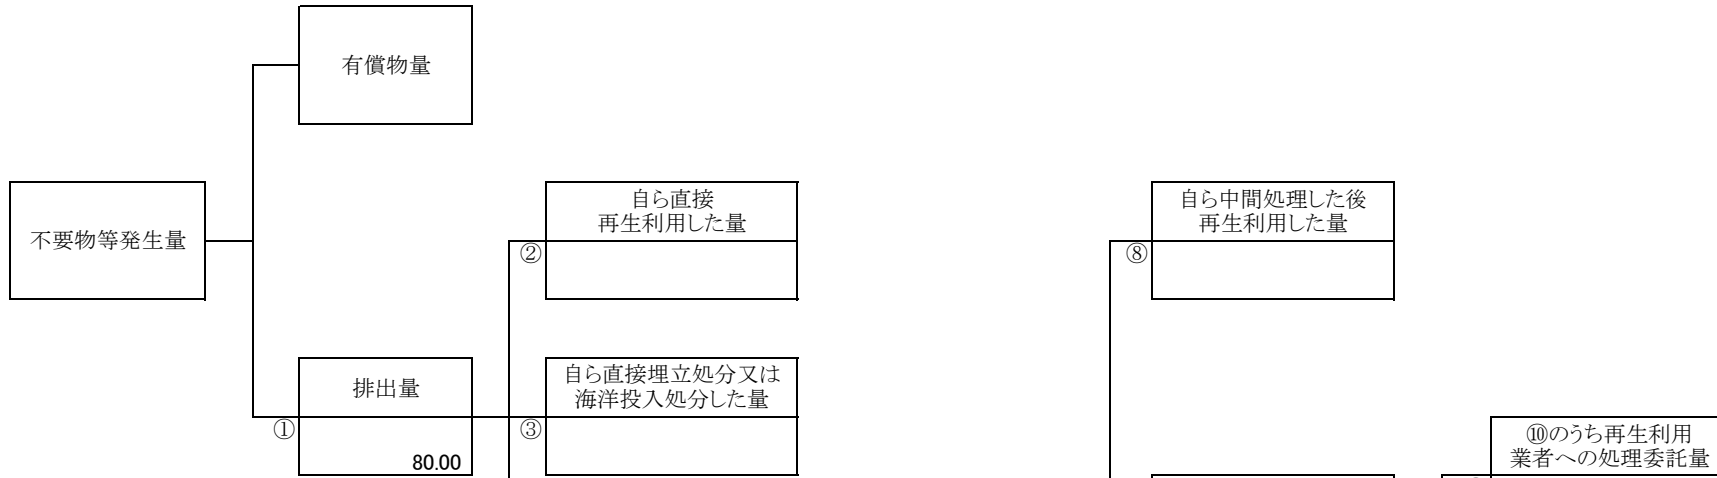 有償物量
不要物等発生量
自ら直接
再生利用した量
②
自ら中間処理した後
再生利用した量
⑧
排出量
①
80.00
自ら直接埋立処分又は
海洋投入処分した量
③
⑩のうち再生利用
業者への処理委託量